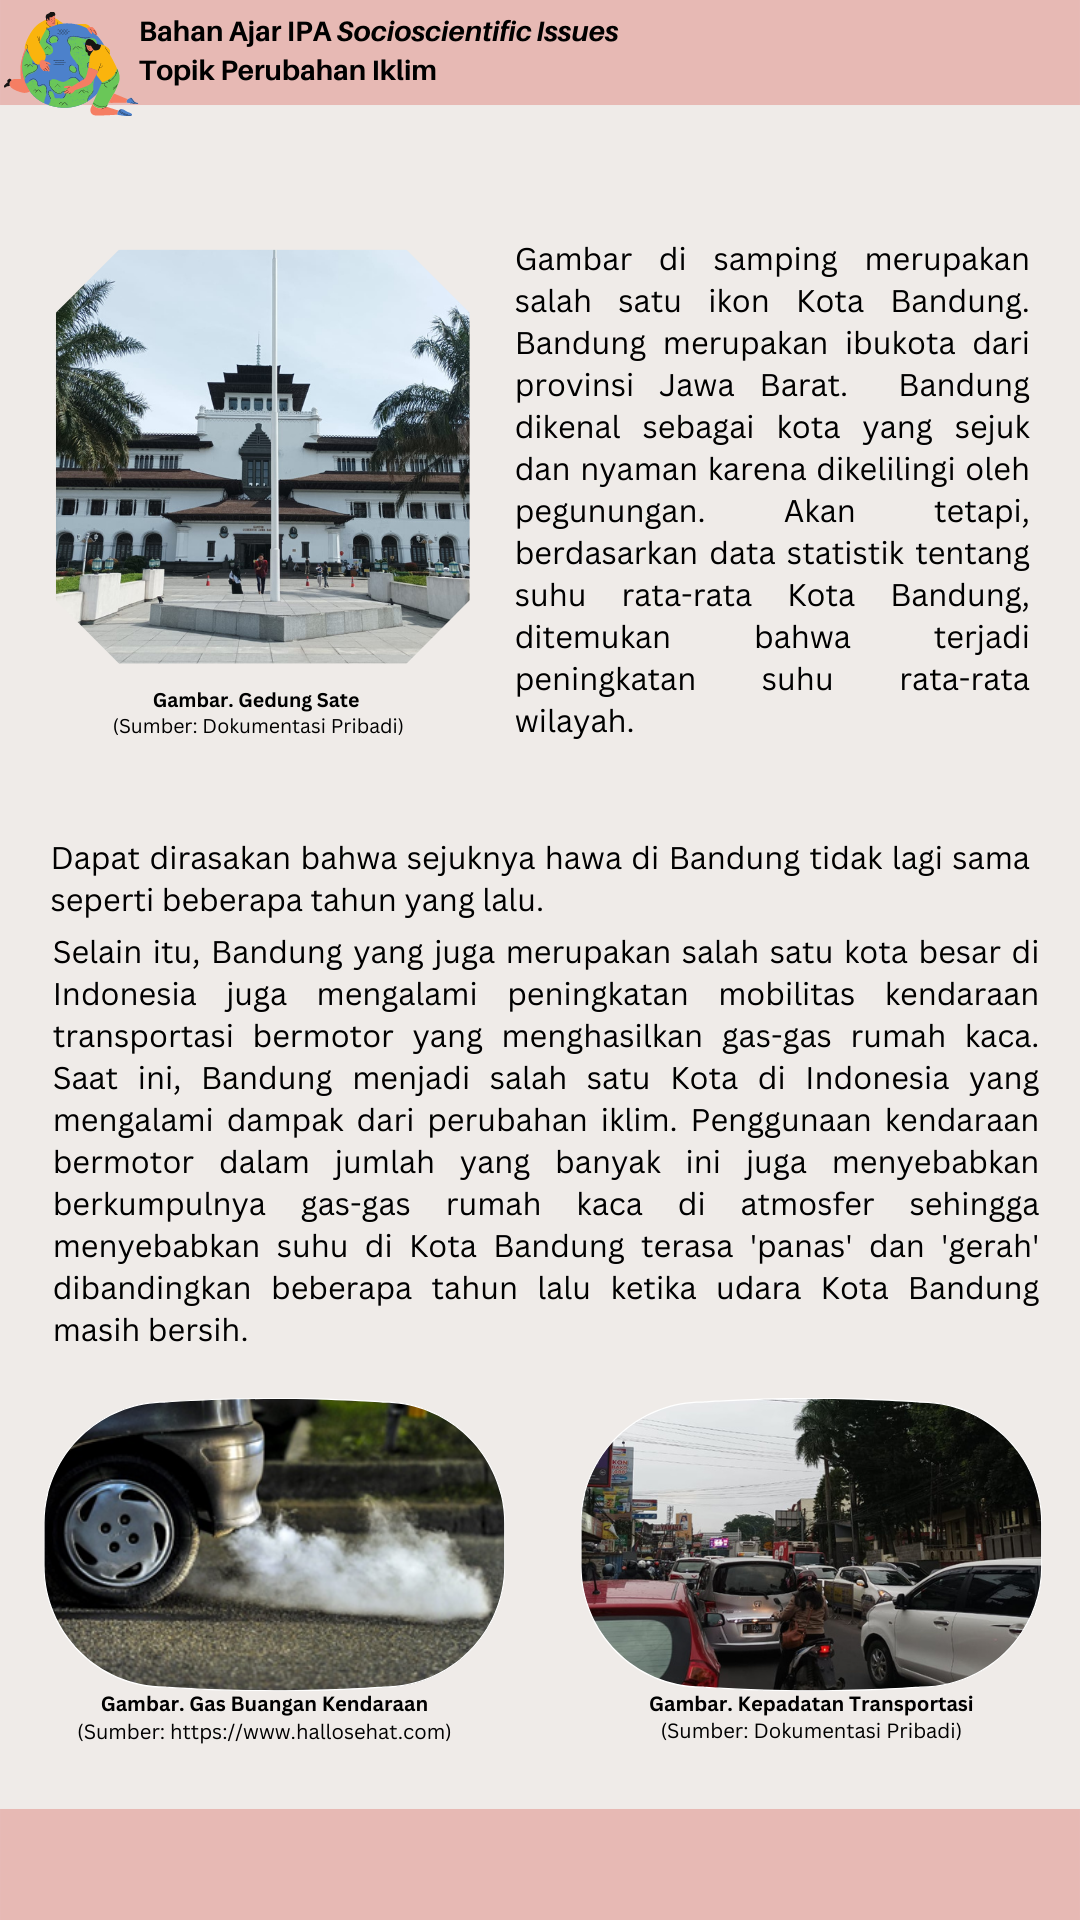 Bahan Ajar IPA Socioscientific Issues
Topik Perubahan Iklim
Gambar di samping merupakan
salah satu ikon Kota Bandung.
Bandung merupakan ibukota dari
provinsi Jawa Barat. Bandung
dikenal sebagai kota yang sejuk
dan nyaman karena dikelilingi oleh
pegunungan. Akan tetapi,
berdasarkan data statistik tentang
suhu rata-rata Kota Bandung,
ditemukan bahwa terjadi
peningkatan suhu rata-rata
wilayah.
Gambar. Gedung Sate
(Sumber: Dokumentasi Pribadi)
Dapat dirasakan bahwa sejuknya hawa di Bandung tidak lagi sama
seperti beberapa tahun yang lalu.
Selain itu, Bandung yang juga merupakan salah satu kota besar di
Indonesia juga mengalami peningkatan mobilitas kendaraan
transportasi bermotor yang menghasilkan gas-gas rumah kaca.
Saat ini, Bandung menjadi salah satu Kota di Indonesia yang
mengalami dampak dari perubahan iklim. Penggunaan kendaraan
bermotor dalam jumlah yang banyak ini juga menyebabkan
berkumpulnya gas-gas rumah kaca di atmosfer sehingga
menyebabkan suhu di Kota Bandung terasa 'panas' dan 'gerah'
dibandingkan beberapa tahun lalu ketika udara Kota Bandung
masih bersih.
Gambar. Gas Buangan Kendaraan
(Sumber: https://www.hallosehat.com)
Gambar. Kepadatan Transportasi
(Sumber: Dokumentasi Pribadi)